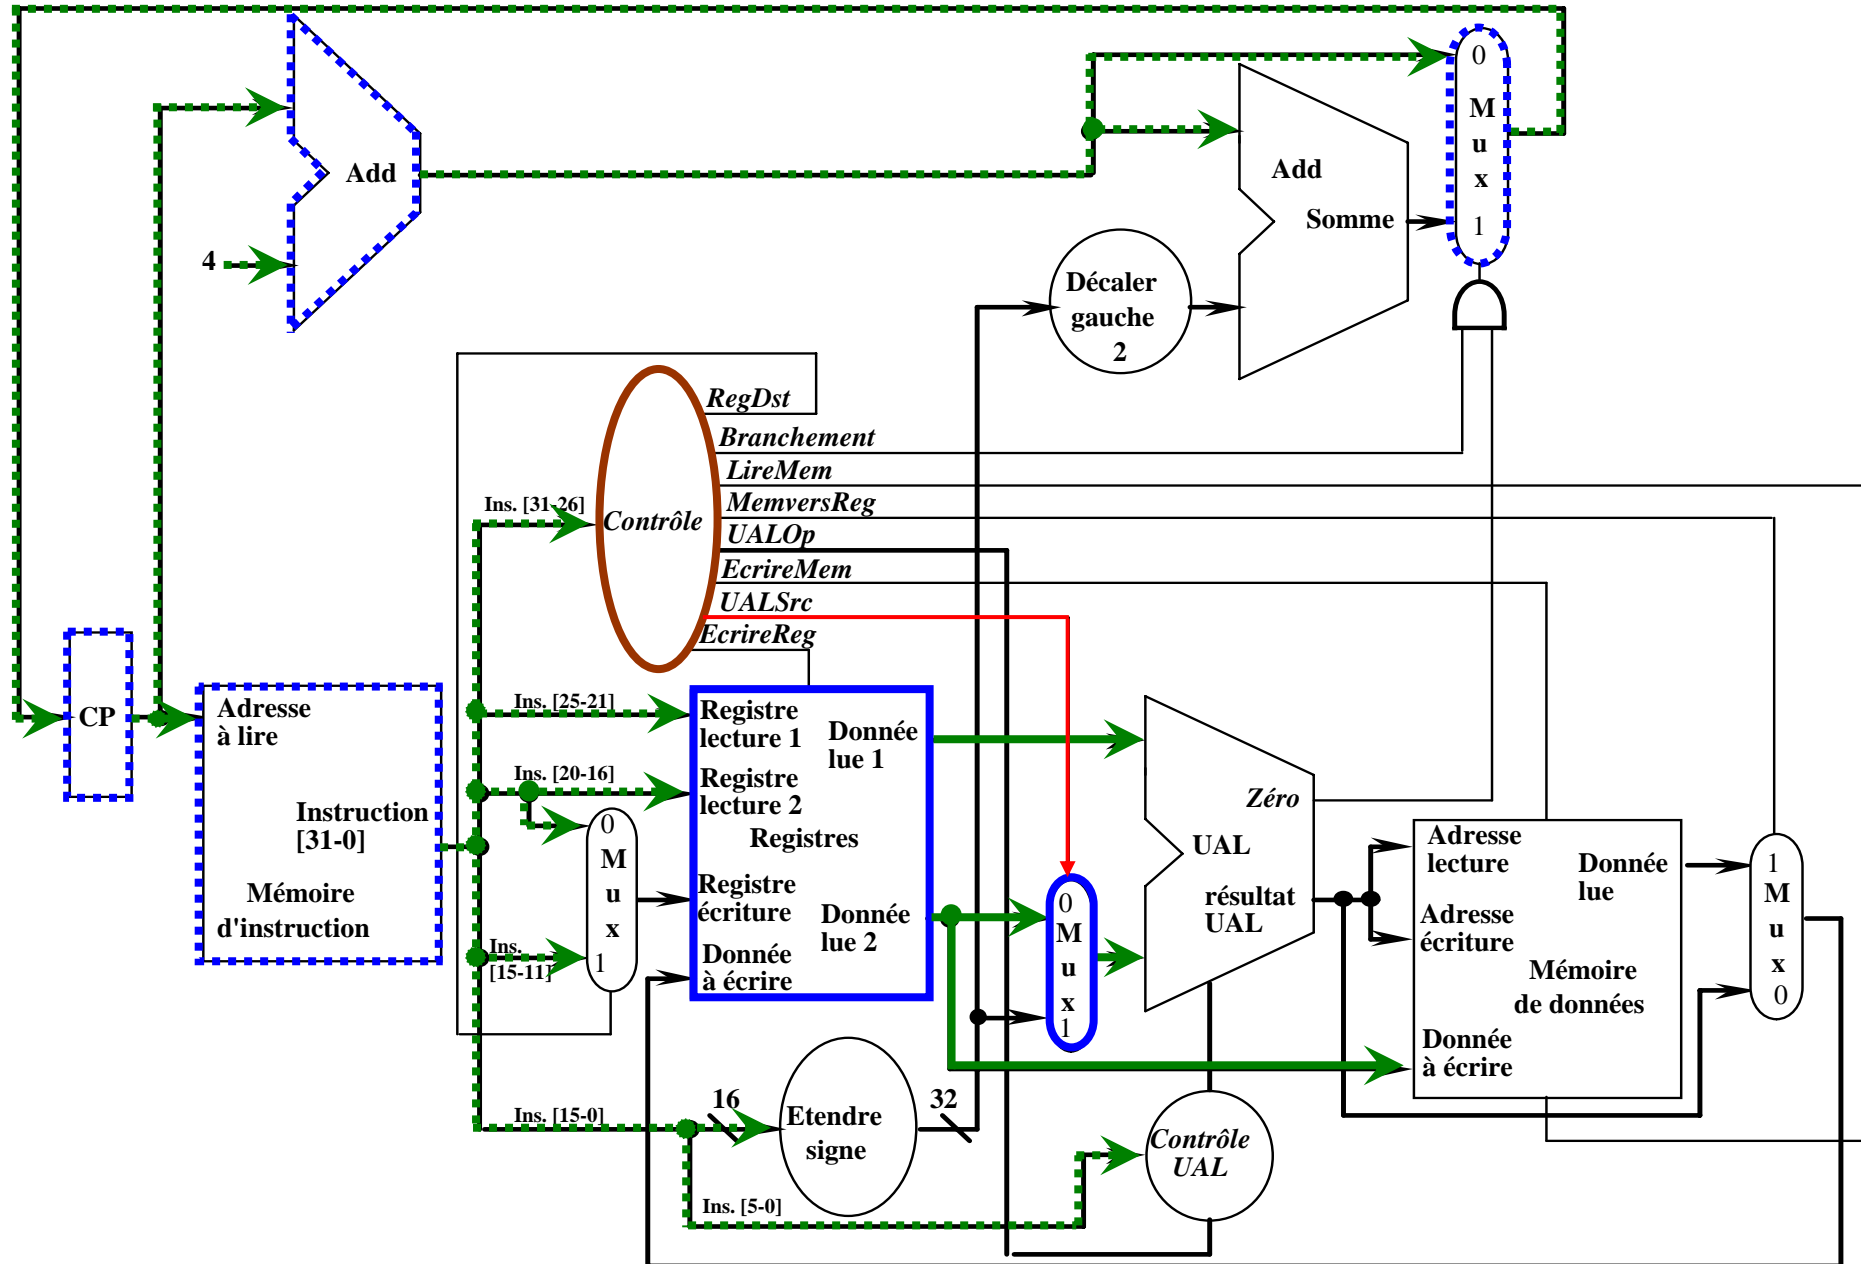 0
M
u
x
1
Add
Add
Somme
4
Décaler
gauche
2
RegDst
Branchement
LireMem
MemversReg
UALOp
EcrireMem
UALSrc
EcrireReg
Ins. [31-26]
Contrôle
CP
Adresse
à lire
Instruction
[31-0]
Mémoire
d'instruction
Ins. [25-21]
Ins. [20-16]
Ins.
[15-11]
0
M
u
x
1
Registre
lecture 1
Registre
lecture 2
Registres
Registre
écriture
Donnée
à écrire
Donnée
lue 1
Donnée
lue 2
0
M
u
x
1
Zéro
UAL
résultat
UAL
Adresse
lecture
Adresse
écriture
Donnée
lue
Mémoire
de données
Donnée
à écrire
1
M
u
x
0
Ins. [15-0]
16
Etendre
signe
32
Contrôle
UAL
Ins. [5-0]